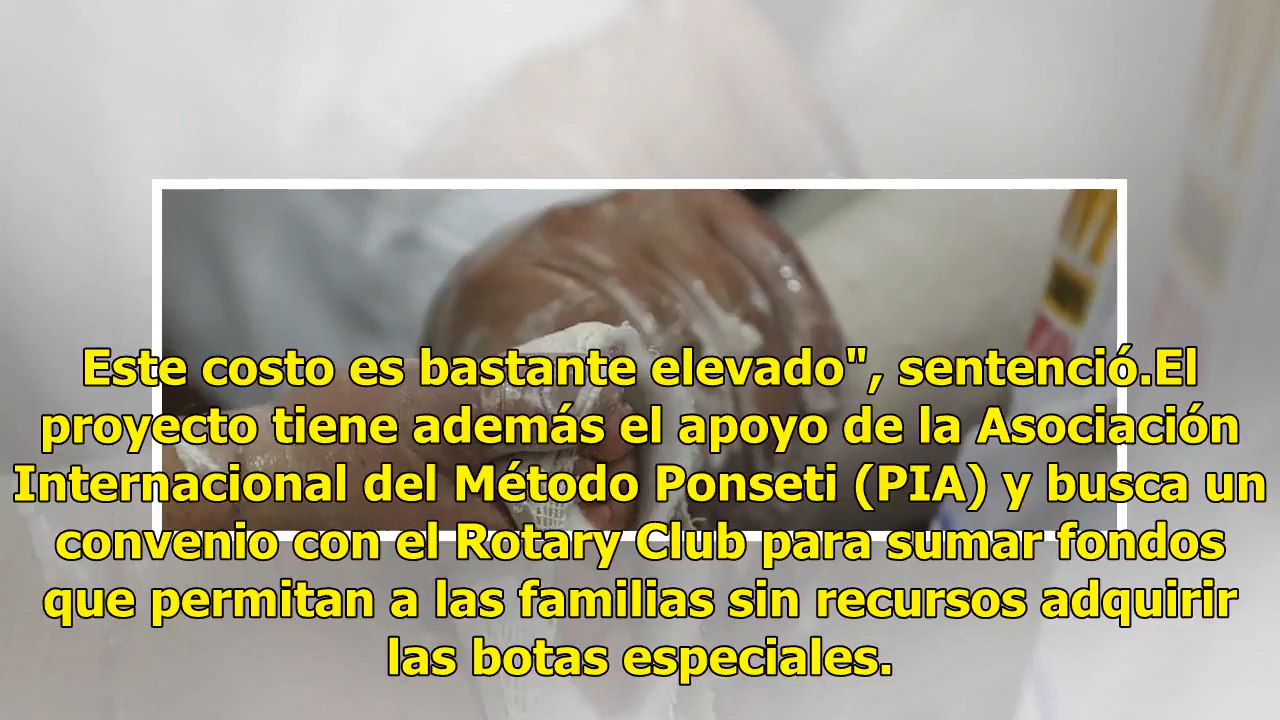 Este costo es bastante elevado", sentenció.El
proyecto tiene además el apoyo de la Asociación
Internacional del Método Ponseti (PIA) y busca un
convenio con el Rotary Club para sumar fondos
que permitan a las familias sin recursos adquirir
las botas especiales.